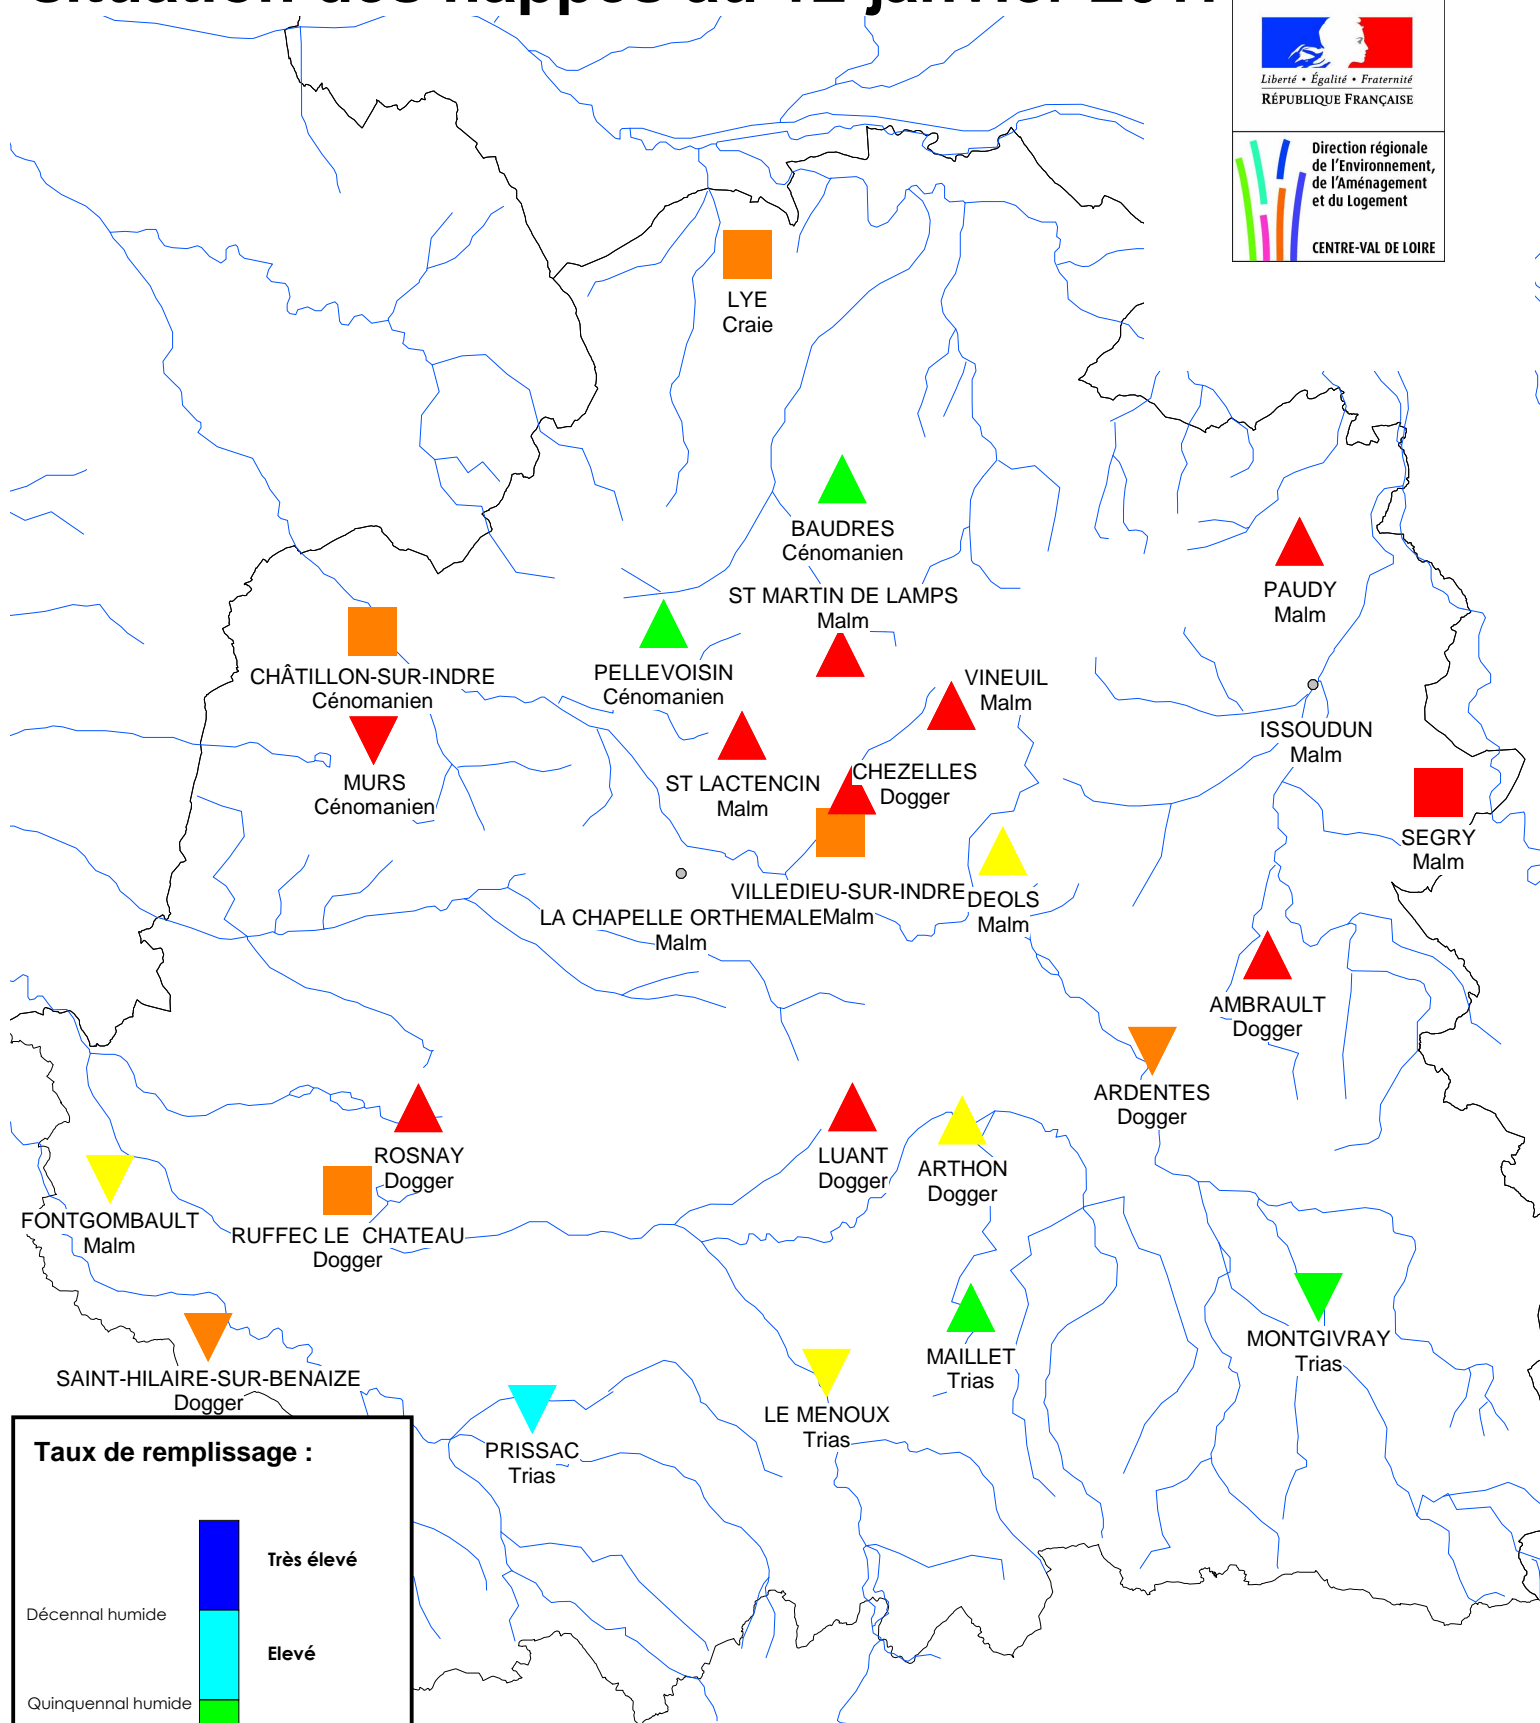 Liberté • Égalité • Fraternité
RÉPUBLIQUE FRANÇAISE
Direction régionale
de l'Environnement,
de l'Aménagement
et du Logement
CENTRE-VAL DE LOIRE
LYE
Craie
BAUDRES
Cénomanien
ST MARTIN DE LAMPS
Malm
PAUDY
Malm
CHÂTILLON-SUR-INDRE
Cénomanien
PELLEVOISIN
Cénomanien
VINEUIL
Malm
ISSOUDUN
Malm
MURS
Cénomanien
ST LACTENCIN
Malm
CHEZELLES
Dogger
SEGRY
Malm
VILLEDIEU-SUR-INDRE
Malm
DEOLS
Malm
LA CHAPELLE ORTHEMALE
Malm
AMBRAULT
Dogger
ARDENTES
Dogger
ROSNAY
Dogger
LUANT
Dogger
ARTHON
Dogger
FONTGOMBAULT
Malm
RUFFEC LE CHATEAU
Dogger
MONTGIVRAY
Trias
MAILLET
Trias
SAINT-HILAIRE-SUR-BENAIZE
Dogger
LE MENOUX
Trias
PRISSAC
Trias
Taux de remplissage :
Très élevé
Décennal humide
Elevé
Quinquennal humide